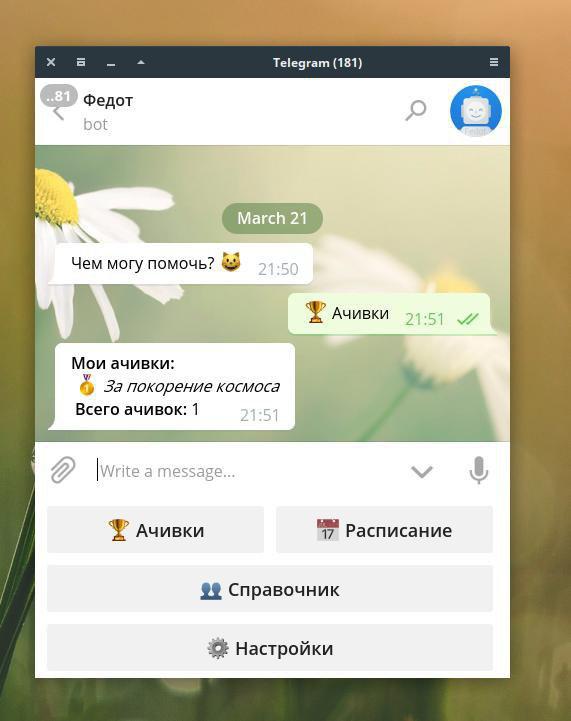 Telegram (181)
..81
Федот
bot
Fedot
March 21
Чем могу помочь? 😺 21:50
🏆 Ачивки 21:51
Мои ачивки:
🏅 За покорение космоса
Всего ачивок: 1 21:51
Write a message...
🏆 Ачивки
📅 Расписание
👥 Справочник
⚙️ Настройки